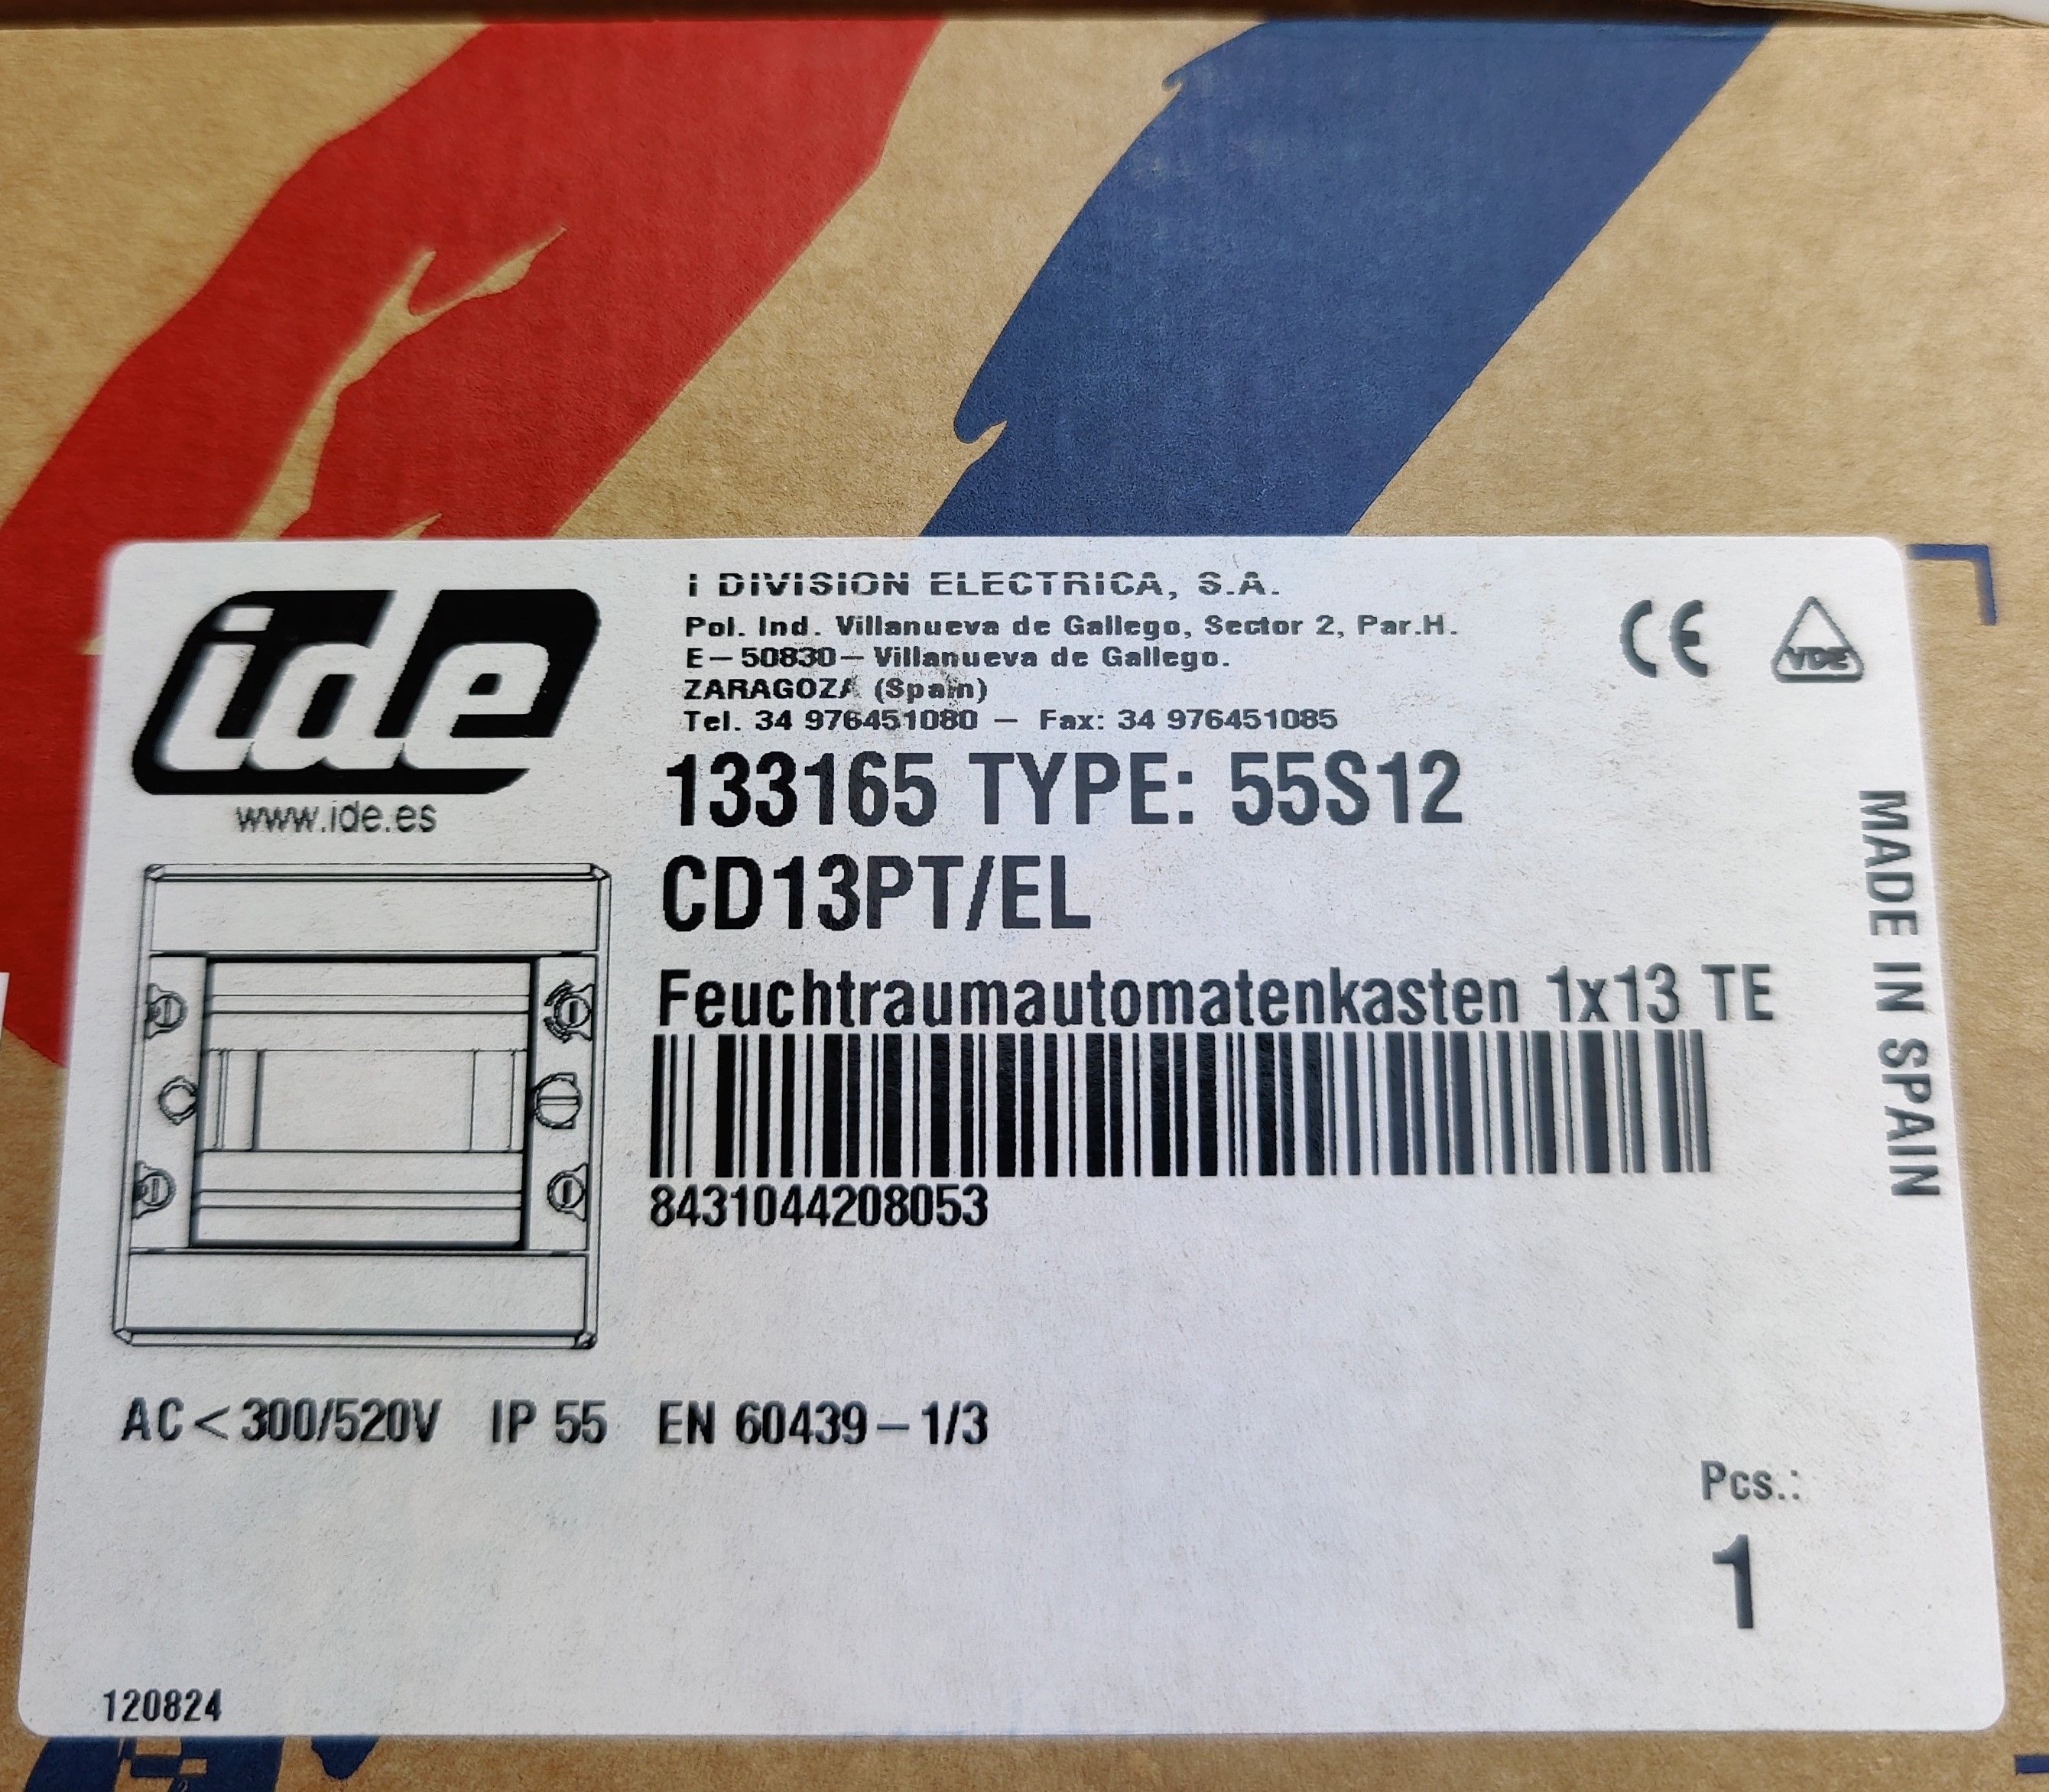 ide
www.ide.es
i DIVISION ELECTRICA, S.A.
Pol. Ind. Villanueva de Gallego, Sector 2, Par.H.
E-50830- Villanueva de Gallego.
ZARAGOZA (Spain)
Tel. 34 976451080 - Fax: 34 976451085
CE
VDE
133165 TYPE: 55S12
CD13PT/EL
Feuchtraumautomatenkasten 1x13 TE
8431044208053
MADE IN SPAIN
AC<300/520V IP 55 EN 60439-1/3
Pcs.:
1
120824